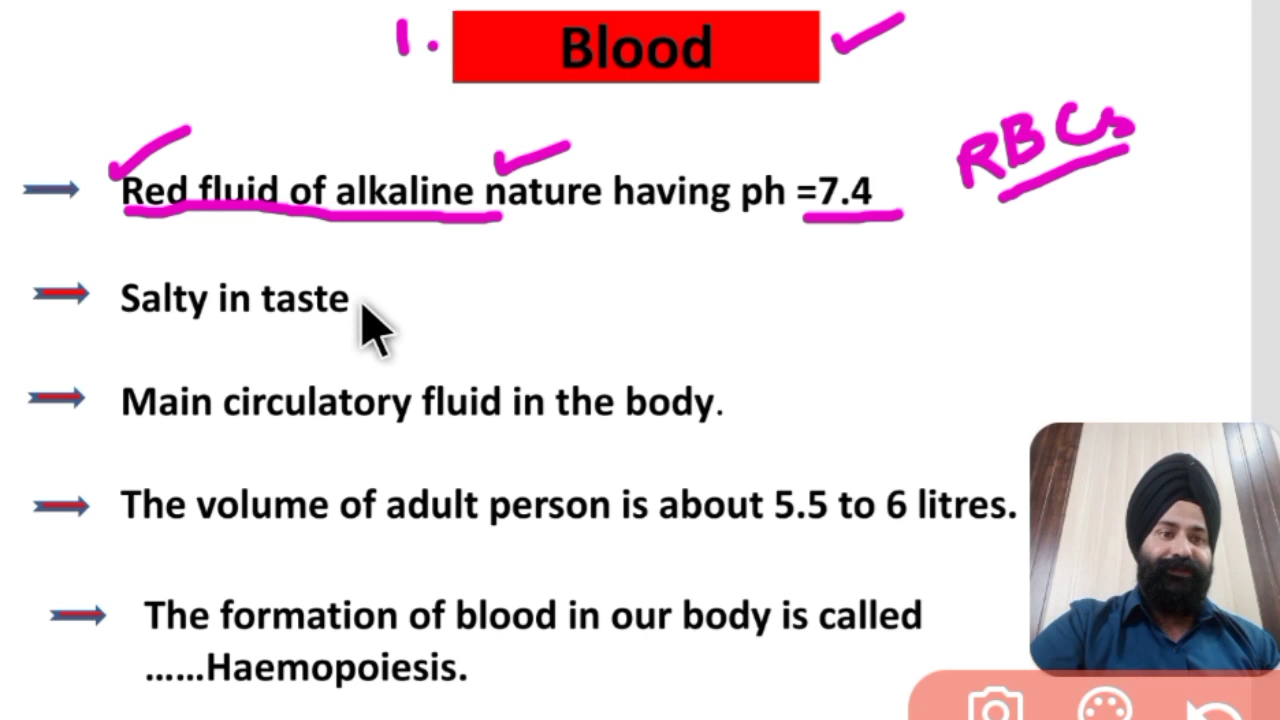 1. Blood
RBCs
Red fluid of alkaline nature having ph =7.4
Salty in taste
Main circulatory fluid in the body.
The volume of adult person is about 5.5 to 6 litres.
The formation of blood in our body is called
......Haemopoiesis.